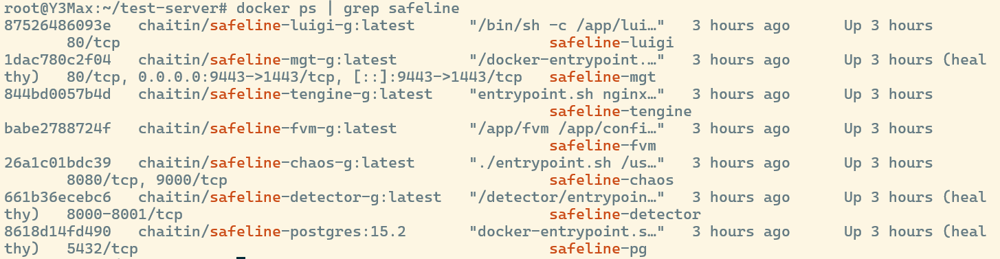 root@Y3Max:~/test-server# docker ps | grep safeline
87526486093e   chaitin/safeline-luigi-g:latest      "/bin/sh -c /app/lui…"   3 hours ago      Up 3 hours
       80/tcp                                                safeline-luigi
1dac780c2f04   chaitin/safeline-mgt-g:latest        "/docker-entrypoint.…"   3 hours ago      Up 3 hours (heal
thy)   80/tcp, 0.0.0.0:9443->1443/tcp, [::]:9443->1443/tcp   safeline-mgt
844bd0057b4d   chaitin/safeline-tengine-g:latest    "entrypoint.sh nginx…"   3 hours ago      Up 3 hours
                                                             safeline-tengine
babe2788724f   chaitin/safeline-fvm-g:latest        "/app/fvm /app/confi…"   3 hours ago      Up 3 hours
                                                             safeline-fvm
26a1c01bdc39   chaitin/safeline-chaos-g:latest      "./entrypoint.sh /us…"   3 hours ago      Up 3 hours
       8080/tcp, 9000/tcp                                    safeline-chaos
661b36ecebc6   chaitin/safeline-detector-g:latest   "/detector/entrypoin…"   3 hours ago      Up 3 hours (heal
thy)   8000-8001/tcp                                         safeline-detector
8618d14fd490   chaitin/safeline-postgres:15.2       "docker-entrypoint.s…"   3 hours ago      Up 3 hours (heal
thy)   5432/tcp                                              safeline-pg